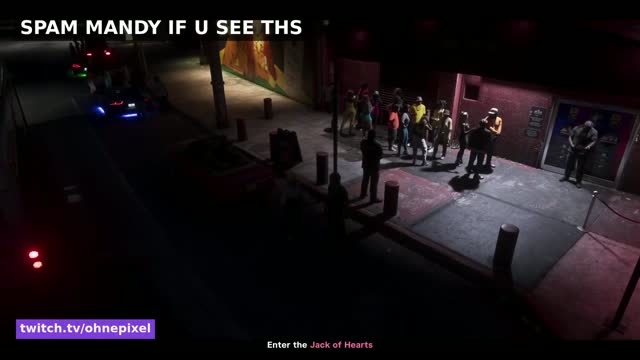 SPAM MANDY IF U SEE THS
twitch.tv/ohnepixel
Enter the Jack of Hearts